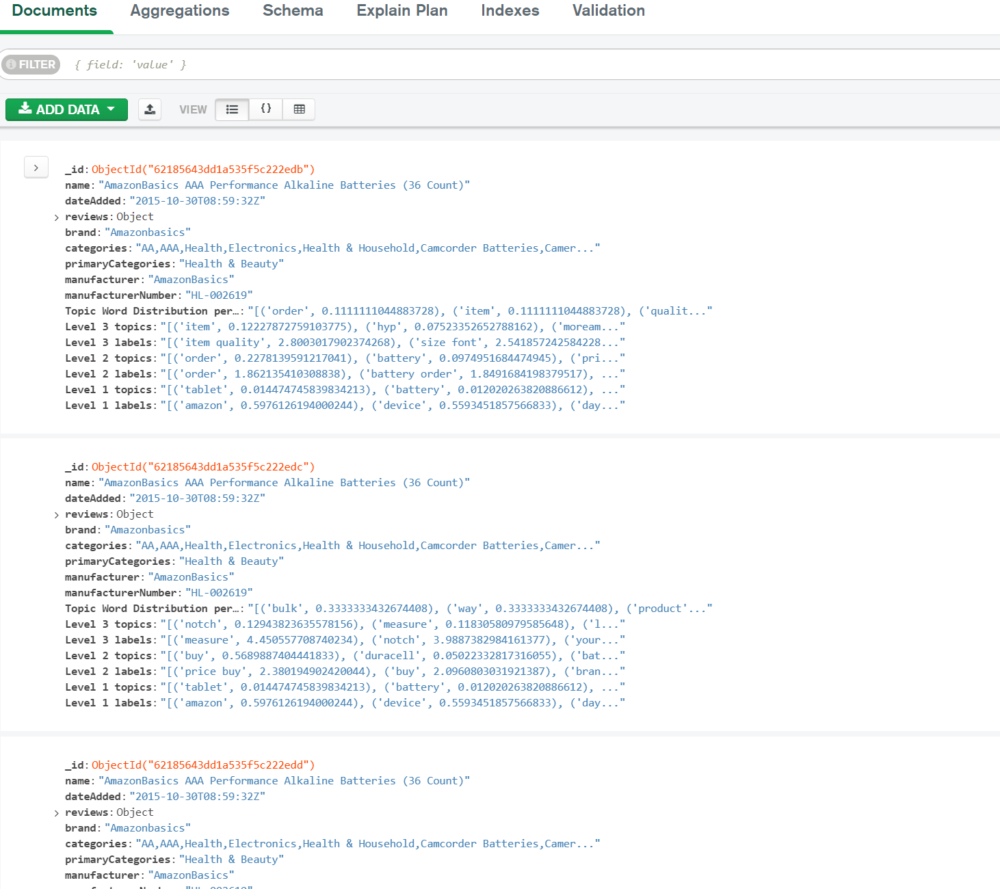 Documents Aggregations Schema Explain Plan Indexes Validation
FILTER { field: 'value' }
ADD DATA VIEW { }
_id: ObjectId("62185643dd1a535f5c222edb")
name: "AmazonBasics AAA Performance Alkaline Batteries (36 Count)"
dateAdded: "2015-10-30T08:59:32Z"
> reviews: Object
brand: "Amazonbasics"
categories: "AA,AAA,Health,Electronics,Health & Household,Camcorder Batteries,Camer..."
primaryCategories: "Health & Beauty"
manufacturer: "AmazonBasics"
manufacturerNumber: "HL-002619"
Topic Word Distribution per…: "[('order', 0.1111111044883728), ('item', 0.1111111044883728), ('qualit..."
Level 3 topics: "[('item', 0.12227872759103775), ('hyp', 0.07523352652788162), ('moream..."
Level 3 labels: "[('item quality', 2.8003017902374268), ('size font', 2.541857242584228..."
Level 2 topics: "[('order', 0.2278139591217041), ('battery', 0.0974951684474945), ('pri..."
Level 2 labels: "[('order', 1.862135410308838), ('battery order', 1.8491684198379517), ..."
Level 1 topics: "[('tablet', 0.014474745839834213), ('battery', 0.012020263820886612), ..."
Level 1 labels: "[('amazon', 0.5976126194000244), ('device', 0.5593451857566833), ('day..."
_id: ObjectId("62185643dd1a535f5c222edc")
name: "AmazonBasics AAA Performance Alkaline Batteries (36 Count)"
dateAdded: "2015-10-30T08:59:32Z"
> reviews: Object
brand: "Amazonbasics"
categories: "AA,AAA,Health,Electronics,Health & Household,Camcorder Batteries,Camer..."
primaryCategories: "Health & Beauty"
manufacturer: "AmazonBasics"
manufacturerNumber: "HL-002619"
Topic Word Distribution per…: "[('bulk', 0.3333333432674408), ('way', 0.3333333432674408), ('product'..."
Level 3 topics: "[('notch', 0.12943823635578156), ('measure', 0.11830580979585648), ('l..."
Level 3 labels: "[('measure', 4.450557708740234), ('notch', 3.9887382984161377), ('your..."
Level 2 topics: "[('buy', 0.5689887404441833), ('duracell', 0.05022332817316055), ('bat..."
Level 2 labels: "[('price buy', 2.380194902420044), ('buy', 2.0960803031921387), ('bran..."
Level 1 topics: "[('tablet', 0.014474745839834213), ('battery', 0.012020263820886612), ..."
Level 1 labels: "[('amazon', 0.5976126194000244), ('device', 0.5593451857566833), ('day..."
_id: ObjectId("62185643dd1a535f5c222edd")
name: "AmazonBasics AAA Performance Alkaline Batteries (36 Count)"
dateAdded: "2015-10-30T08:59:32Z"
> reviews: Object
brand: "Amazonbasics"
categories: "AA,AAA,Health,Electronics,Health & Household,Camcorder Batteries,Camer..."
primaryCategories: "Health & Beauty"
manufacturer: "AmazonBasics"